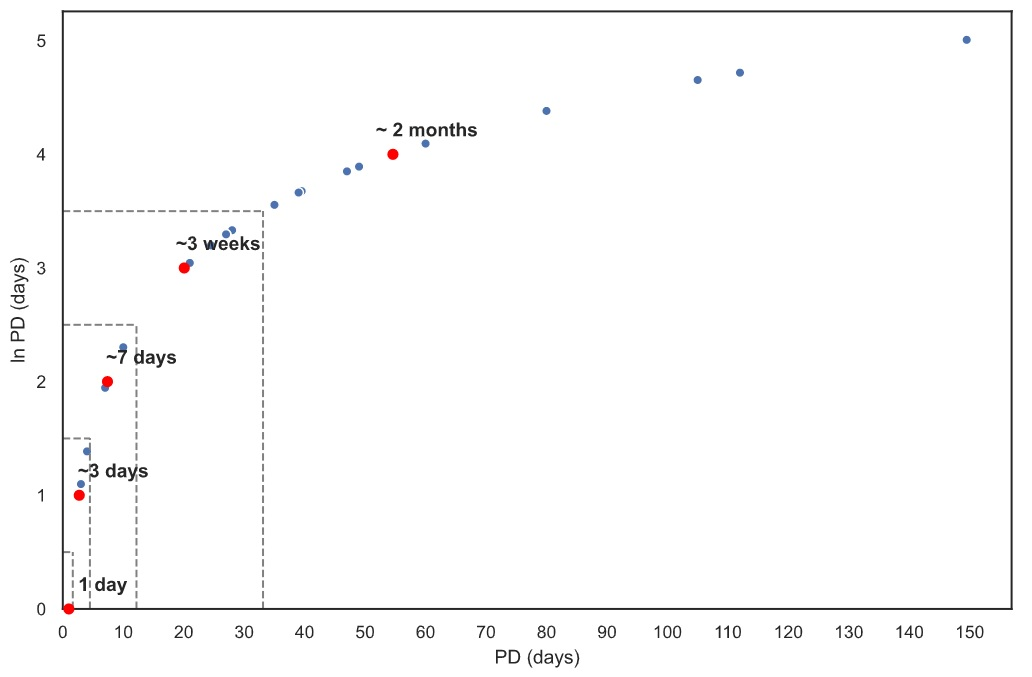 5
~ 2 months
4
~3 weeks
3
~7 days
2
~3 days
1
1 day
0
ln PD (days)
0 10 20 30 40 50 60 70 80 90 100 110 120 130 140 150
PD (days)